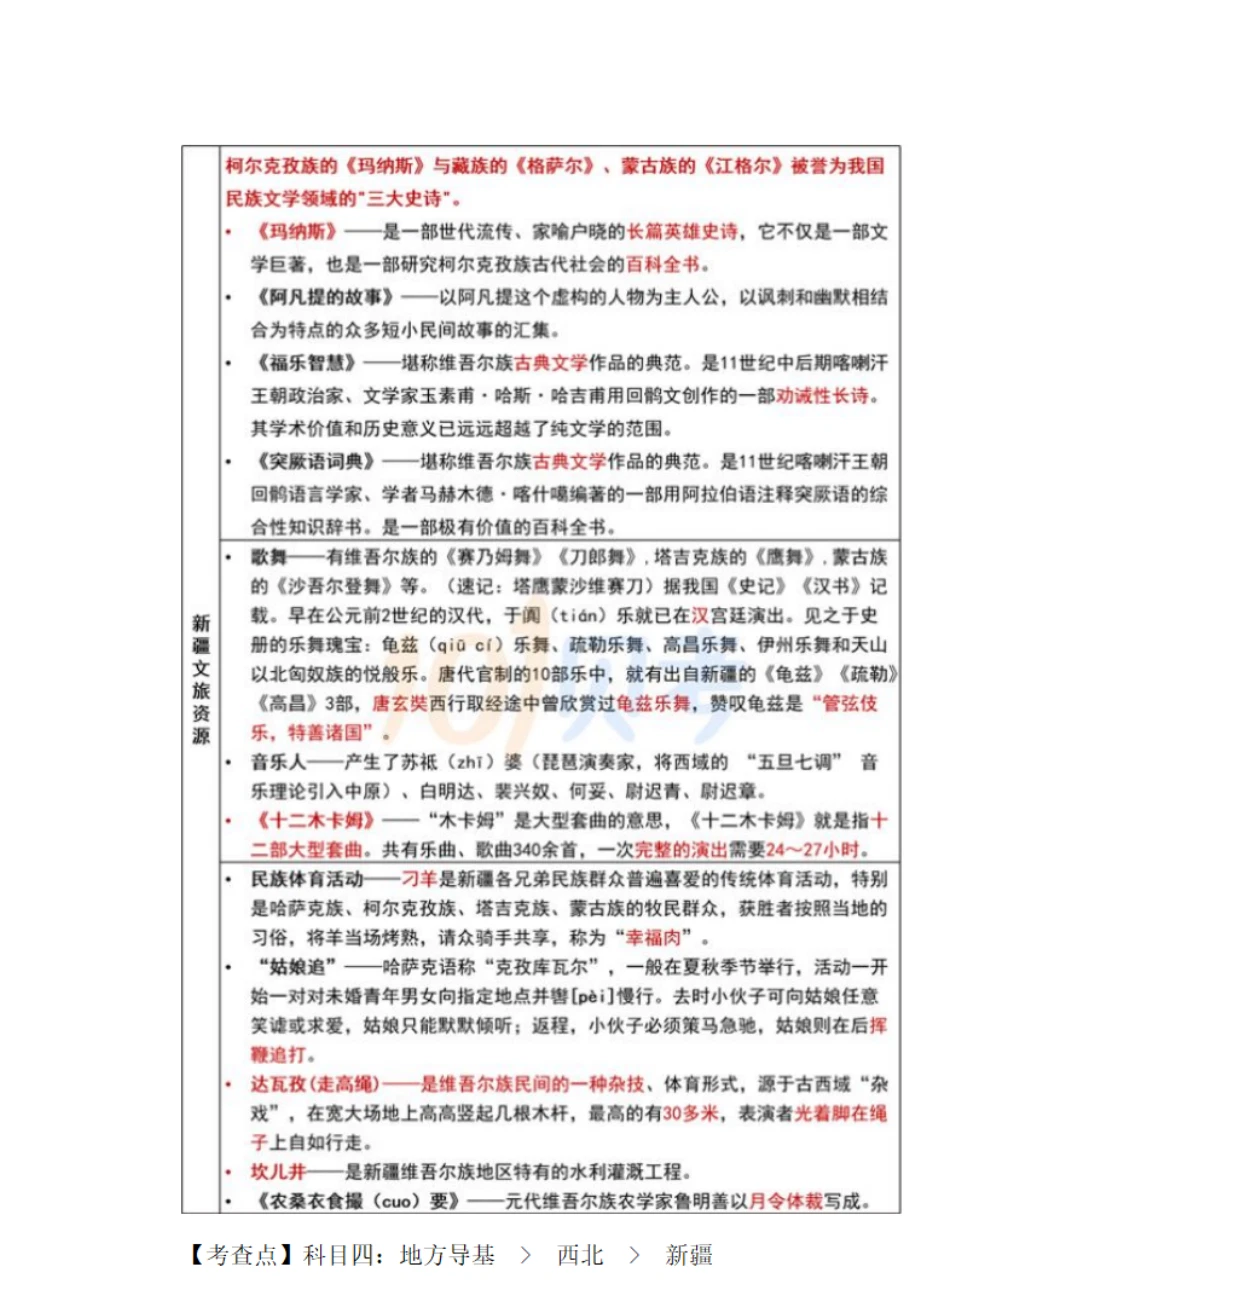 柯尔克孜族的《玛纳斯》与藏族的《格萨尔》、蒙古族的《江格尔》被誉为我国
民族文学领域的"三大史诗"。
• 《玛纳斯》——是一部世代流传、家喻户晓的长篇英雄史诗，它不仅是一部文
学巨著，也是一部研究柯尔克孜族古代社会的百科全书。
• 《阿凡提的故事》——以阿凡提这个虚构的人物为主人公，以讽刺和幽默相结
合为特点的众多短小民间故事的汇集。
• 《福乐智慧》——堪称维吾尔族古典文学作品的典范。是11世纪中后期喀喇汗
王朝政治家、文学家玉素甫·哈斯·哈吉甫用回鹘文创作的一部劝诫性长诗。
其学术价值和历史意义已远远超越了纯文学的范围。
• 《突厥语词典》——堪称维吾尔族古典文学作品的典范。是11世纪喀喇汗王朝
回鹘语言学家、学者马赫木德·喀什噶编著的一部用阿拉伯语注释突厥语的综
合性知识辞书。是一部极有价值的百科全书。
新疆文旅资源
• 歌舞——有维吾尔族的《赛乃姆舞》《刀郎舞》,塔吉克族的《鹰舞》,蒙古族
的《沙吾尔登舞》等。（速记：塔鹰蒙沙维赛刀）据我国《史记》《汉书》记
载。早在公元前2世纪的汉代，于阗（tián）乐就已在汉宫廷演出。见之于史
册的乐舞瑰宝：龟兹（qiū cí）乐舞、疏勒乐舞、高昌乐舞、伊州乐舞和天山
以北匈奴族的悦般乐。唐代官制的10部乐中，就有出自新疆的《龟兹》《疏勒》
《高昌》3部，唐玄奘西行取经途中曾欣赏过龟兹乐舞，赞叹龟兹是“管弦伎
乐，特善诸国”。
• 音乐人——产生了苏祗（zhī）婆（琵琶演奏家，将西域的 “五旦七调” 音
乐理论引入中原）、白明达、裴兴奴、何妥、尉迟青、尉迟章。
• 《十二木卡姆》——“木卡姆”是大型套曲的意思，《十二木卡姆》就是指十
二部大型套曲。共有乐曲、歌曲340余首，一次完整的演出需要24～27小时。
• 民族体育活动——刁羊是新疆各兄弟民族群众普遍喜爱的传统体育活动，特别
是哈萨克族、柯尔克孜族、塔吉克族、蒙古族的牧民群众，获胜者按照当地的
习俗，将羊当场烤熟，请众骑手共享，称为“幸福肉”。
• “姑娘追”——哈萨克语称“克孜库瓦尔”，一般在夏秋季节举行，活动一开
始一对对未婚青年男女向指定地点并辔[pèi]慢行。去时小伙子可向姑娘任意
笑谑或求爱，姑娘只能默默倾听；返程，小伙子必须策马急驰，姑娘则在后挥
鞭追打。
• 达瓦孜(走高绳)——是维吾尔族民间的一种杂技、体育形式，源于古西域“杂
戏”，在宽大场地上高高竖起几根木杆，最高的有30多米，表演者光着脚在绳
子上自如行走。
• 坎儿井——是新疆维吾尔族地区特有的水利灌溉工程。
• 《农桑衣食撮（cuo）要》——元代维吾尔族农学家鲁明善以月令体裁写成。
101贝考
【考查点】科目四：地方导基 > 西北 > 新疆